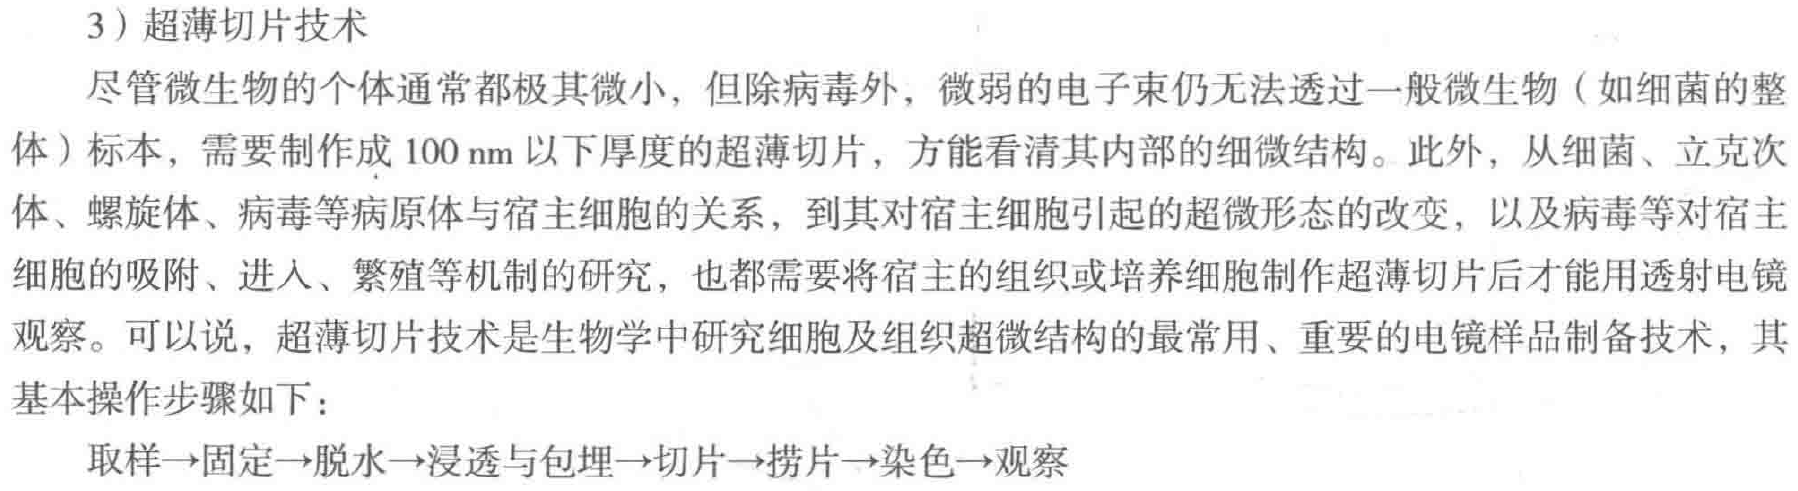 3）超薄切片技术
尽管微生物的个体通常都极其微小，但除病毒外，微弱的电子束仍无法透过一般微生物（如细菌的整
体）标本，需要制作成 100 nm 以下厚度的超薄切片，方能看清其内部的细微结构。此外，从细菌、立克次
体、螺旋体、病毒等病原体与宿主细胞的关系，到其对宿主细胞引起的超微形态的改变，以及病毒等对宿主
细胞的吸附、进入、繁殖等机制的研究，也都需要将宿主的组织或培养细胞制作超薄切片后才能用透射电镜
观察。可以说，超薄切片技术是生物学中研究细胞及组织超微结构的最常用、重要的电镜样品制备技术，其
基本操作步骤如下：
取样→固定→脱水→浸透与包埋→切片→捞片→染色→观察